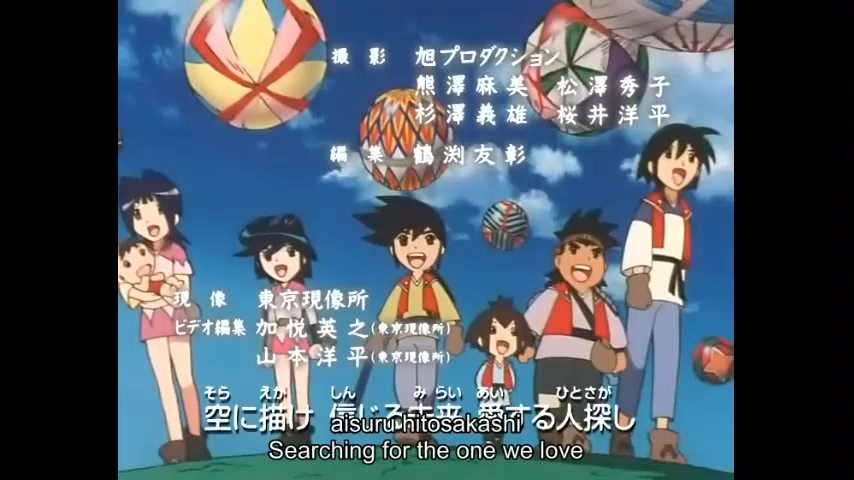 撮影 旭プロダクション
熊澤麻美 松澤秀子
杉澤義雄 桜井洋平
編集 鶴渕友彰
現像 東京現像所
ビデオ編集 加悦英之(東京現像所)
山本洋平(東京現像所)
そら えが しん みらい あい ひとさが
空に描け 信じる未来 愛する人探し
aisuru hitosakashi
Searching for the one we love